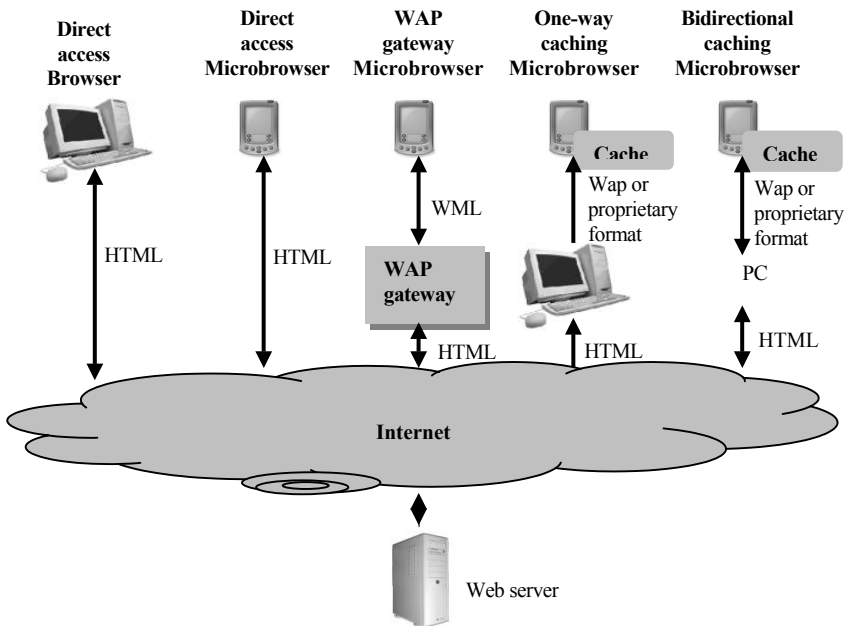 Direct
access
Browser
Direct
access
Microbrowser
WAP
gateway
Microbrowser
One-way
caching
Microbrowser
Bidirectional
caching
Microbrowser
Cache
Cache
Wap or
proprietary
format
Wap or
proprietary
format
WML
HTML
HTML
WAP
gateway
PC
HTML
HTML
HTML
Internet
Web server